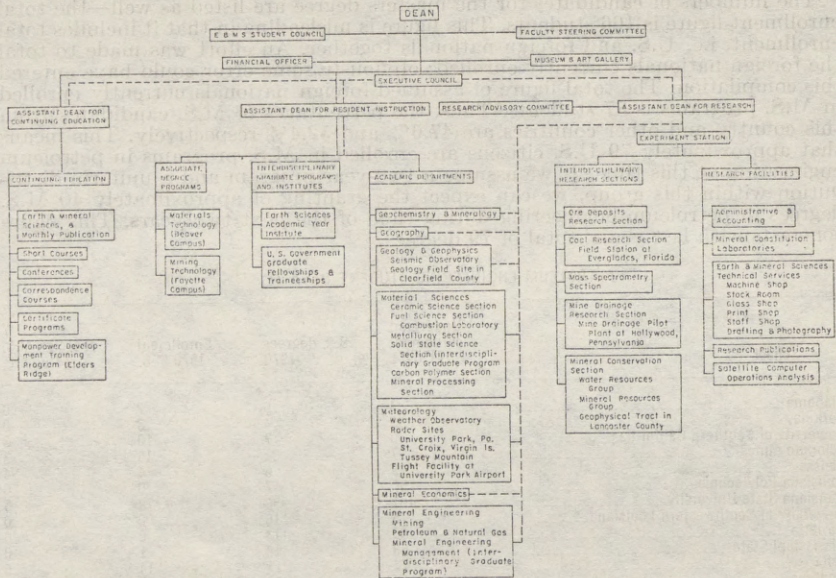 DEAN
E & M S STUDENT COUNCIL
FACULTY STEERING COMMITTEE
FINANCIAL OFFICER
MUSEUM & ART GALLERY
EXECUTIVE COUNCIL
ASSISTANT DEAN FOR
CONTINUING EDUCATION
ASSISTANT DEAN FOR RESIDENT INSTRUCTION
RESEARCH ADVISORY COMMITTEE
ASSISTANT DEAN FOR RESEARCH
EXPERIMENT STATION
CONTINUING EDUCATION
Earth & Mineral
Sciences, &
Monthly Publication
Short Courses
Conferences
Correspondence
Courses
Certificate
Programs
Manpower Develop-
ment Training
Program (Elders
Ridge)
ASSOCIATE
DEGREE
PROGRAMS
Materials
Technology
(Beaver
Campus)
Mining
Technology
(Fayette
Campus)
INTERDISCIPLINARY
GRADUATE PROGRAMS
AND INSTITUTES
Earth Sciences
Academic Year
Institute
U. S. Government
Graduate
Fellowships &
Traineeships
ACADEMIC DEPARTMENTS
Geochemistry & Mineralogy
Geography
Geology & Geophysics
Seismic Observatory
Geology Field Site in
Clearfield County
Material Sciences
Ceramic Science Section
Fuel Science Section
Combustion Laboratory
Metallurgy Section
Solid State Science
Section (Interdiscipli-
nary Graduate Program
Carbon Polymer Section
Mineral Processing
Section
Meteorology
Weather Observatory
Radar Sites
University Park, Pa.
St. Croix, Virgin Is.
Tussey Mountain
Flight Facility at
University Park Airport
Mineral Economics
Mineral Engineering
Mining
Petroleum & Natural Gas
Mineral Engineering
Management (Inter-
disciplinary Graduate
Program)
INTERDISCIPLINARY
RESEARCH SECTIONS
Ore Deposits
Research Section
Coal Research Section
Field Station at
Everglades, Florida
Mass Spectrometry
Section
Mine Drainage
Research Section
Mine Drainage Pilot
Plant at Hollywood,
Pennsylvania
Mineral Conservation
Section
Water Resources
Group
Mineral Resources
Group
Geophysical Tract in
Lancaster County
RESEARCH FACILITIES
Administrative &
Accounting
Mineral Constitution
Laboratories
Earth & Mineral Sciences
Technical Services
Machine Shop
Stock Room
Glass Shop
Print Shop
Staff Shop
Drafting & Photography
Research Publications
Satellite Computer
Operations Analysis